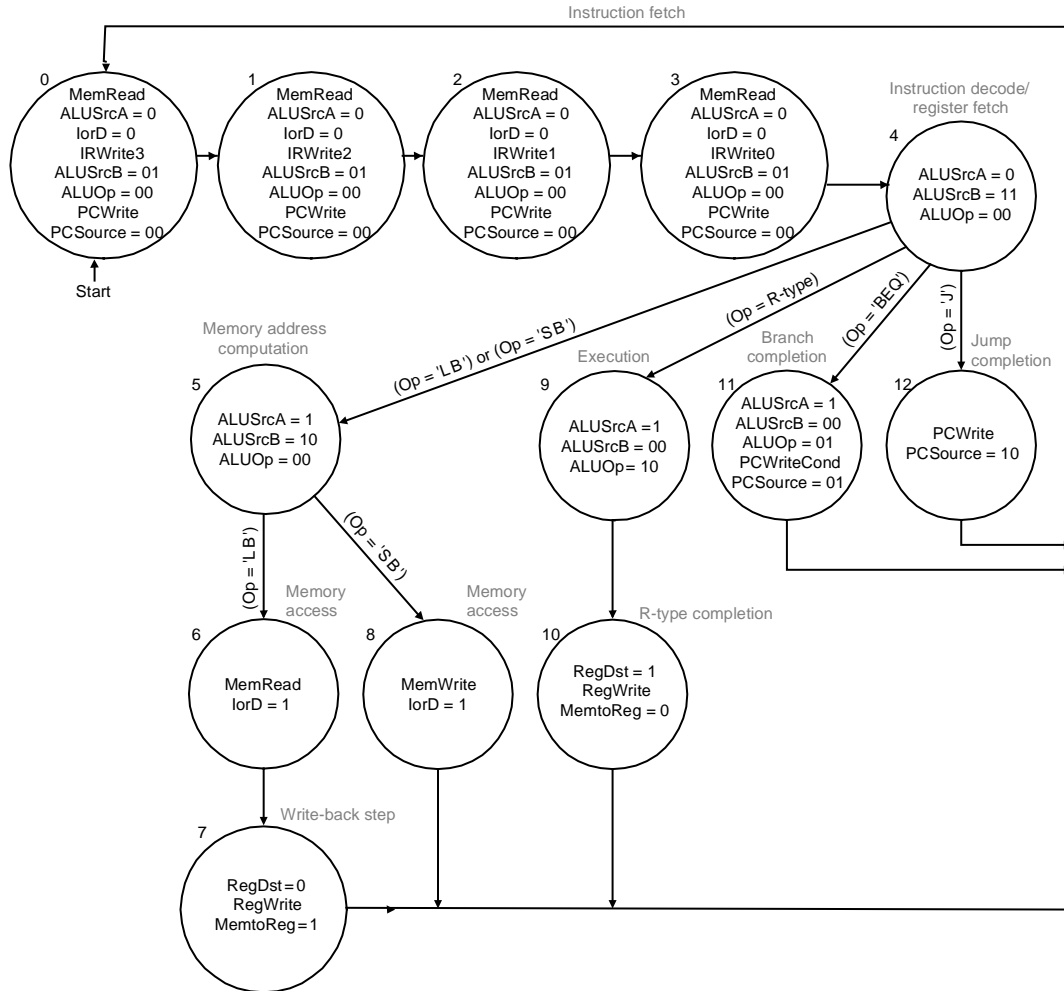 Instruction fetch
0
MemRead
ALUSrcA = 0
IorD = 0
IRWrite3
ALUSrcB = 01
ALUOp = 00
PCWrite
PCSource = 00
Start
1
MemRead
ALUSrcA = 0
IorD = 0
IRWrite2
ALUSrcB = 01
ALUOp = 00
PCWrite
PCSource = 00
2
MemRead
ALUSrcA = 0
IorD = 0
IRWrite1
ALUSrcB = 01
ALUOp = 00
PCWrite
PCSource = 00
3
MemRead
ALUSrcA = 0
IorD = 0
IRWrite0
ALUSrcB = 01
ALUOp = 00
PCWrite
PCSource = 00
Instruction decode/
register fetch
4
ALUSrcA = 0
ALUSrcB = 11
ALUOp = 00
(Op = 'LB') or (Op = 'SB')
(Op = R-type)
(Op = 'BEQ')
(Op = 'J')
Memory address
computation
5
ALUSrcA = 1
ALUSrcB = 10
ALUOp = 00
Execution
9
ALUSrcA =1
ALUSrcB = 00
ALUOp= 10
Branch
completion
11
ALUSrcA = 1
ALUSrcB = 00
ALUOp = 01
PCWriteCond
PCSource = 01
Jump
completion
12
PCWrite
PCSource = 10
(Op = 'LB')
(Op = 'SB')
Memory
access
6
MemRead
IorD = 1
Memory
access
8
MemWrite
IorD = 1
R-type completion
10
RegDst = 1
RegWrite
MemtoReg = 0
Write-back step
7
RegDst=0
RegWrite
MemtoReg=1